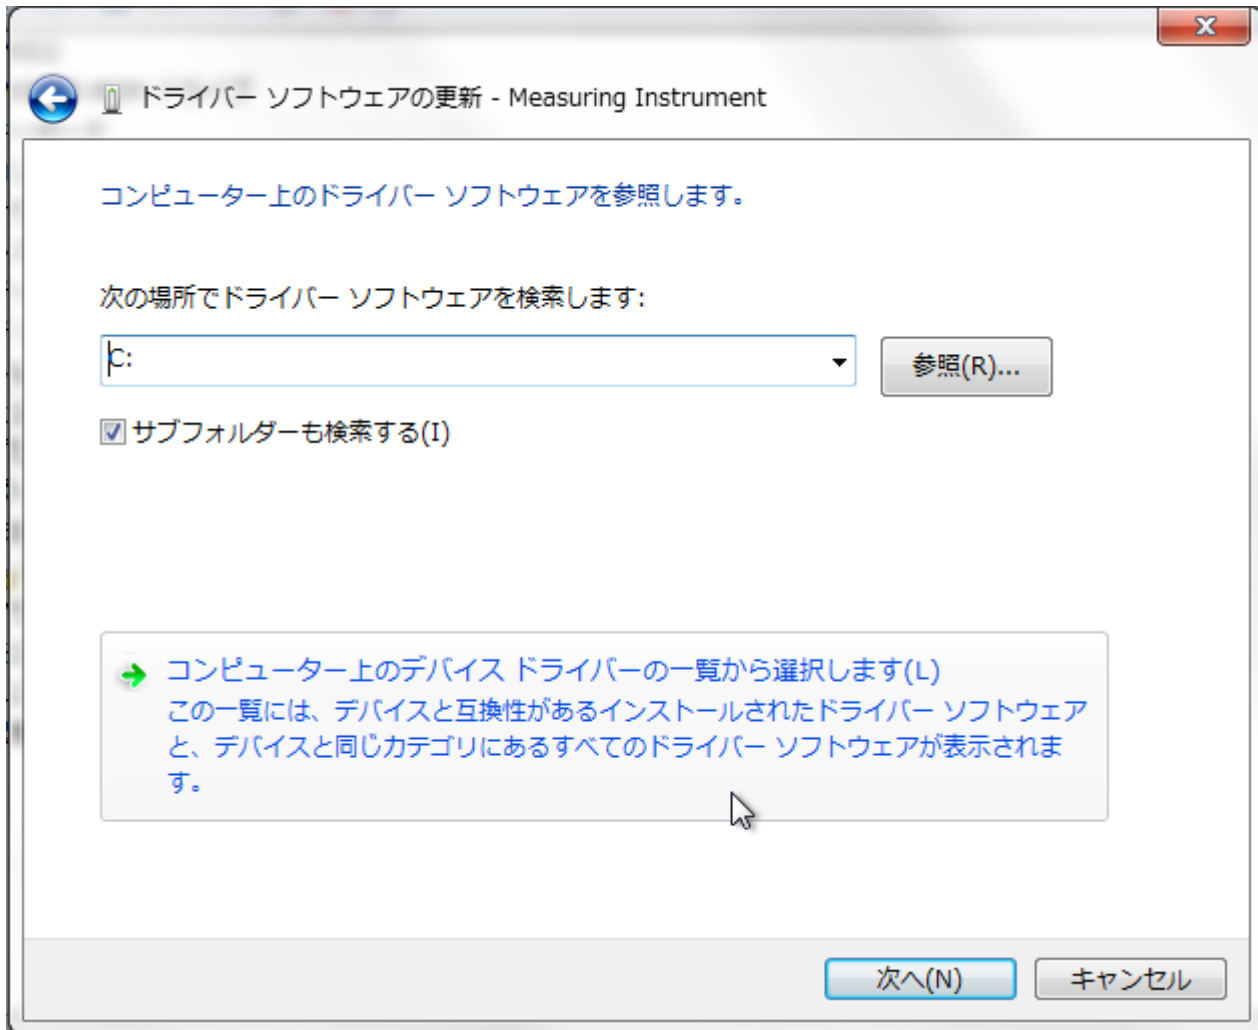 ドライバー ソフトウェアの更新 - Measuring Instrument
コンピューター上のドライバー ソフトウェアを参照します。
次の場所でドライバー ソフトウェアを検索します:
C:
参照(R)...
サブフォルダーも検索する(I)
コンピューター上のデバイス ドライバーの一覧から選択します(L)
この一覧には、デバイスと互換性があるインストールされたドライバー ソフトウェア
と、デバイスと同じカテゴリにあるすべてのドライバー ソフトウェアが表示されま
す。
次へ(N)
キャンセル